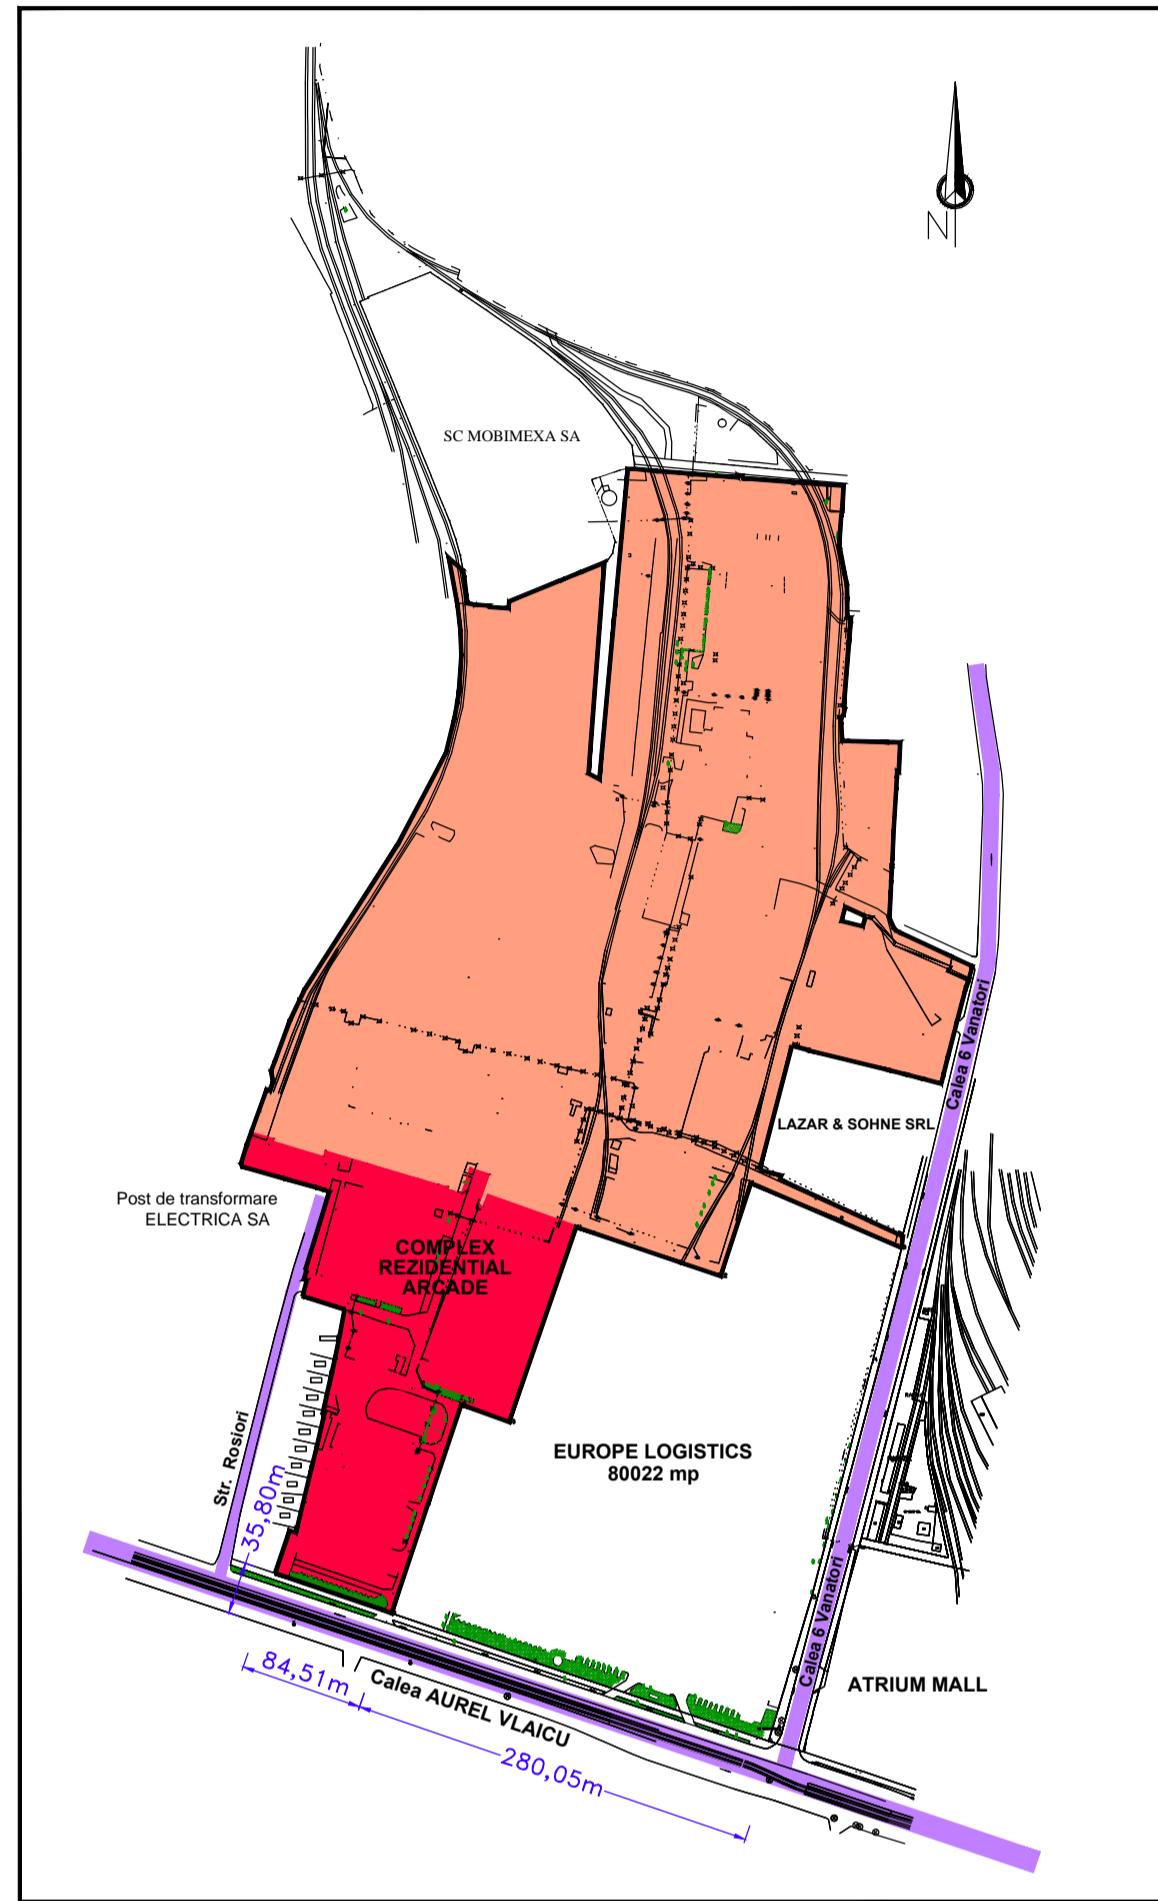 N
SC MOBIMEXA SA
Calea 6 Vanatori
LAZAR & SOHNE SRL
Post de transformare
ELECTRICA SA
COMPLEX
REZIDENTIAL
ARCADE
EUROPE LOGISTICS
80022 mp
Str. Rosiori
35,80m
Calea 6 Vanatori
ATRIUM MALL
84,51m
Calea AUREL VLAICU
280,05m